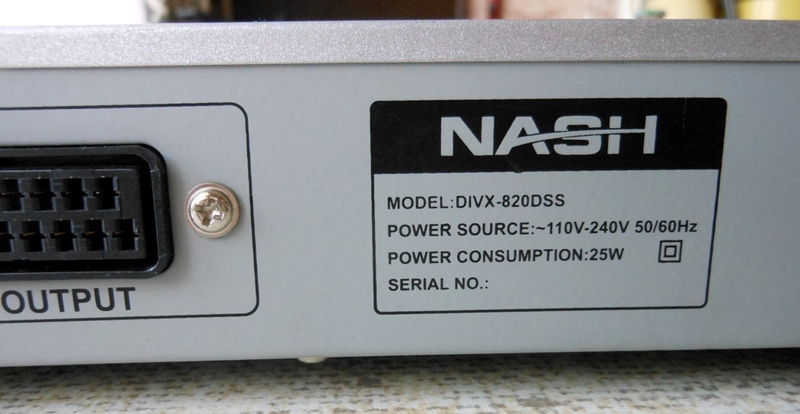 OUTPUT
NASH
MODEL:DIVX-820DSS
POWER SOURCE:~110V-240V 50/60Hz
POWER CONSUMPTION:25W
SERIAL NO.: